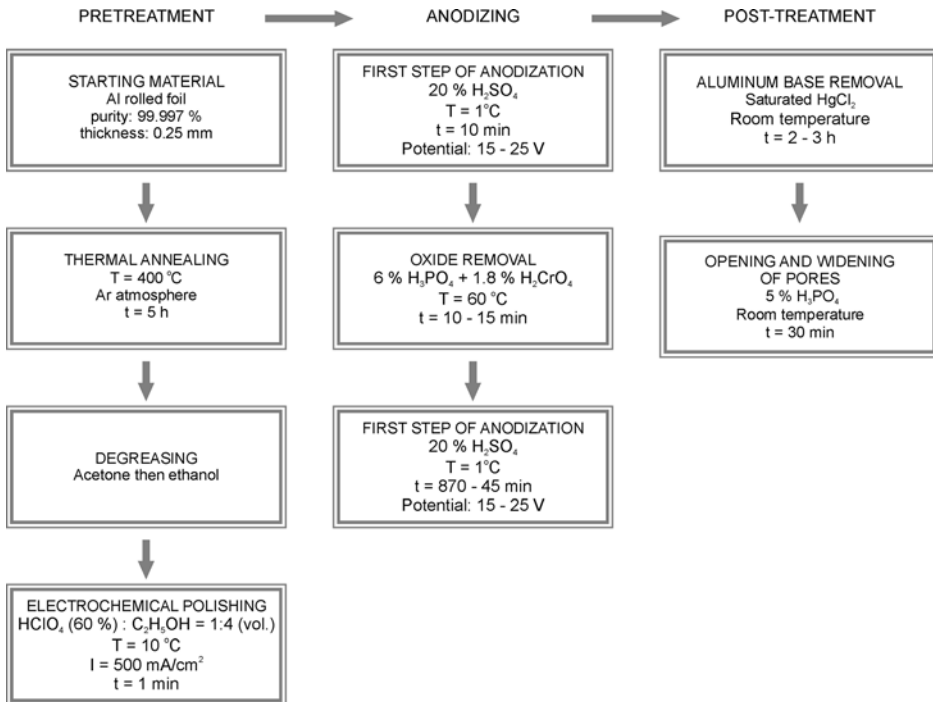 PRETREATMENT
STARTING MATERIAL
Al rolled foil
purity: 99.997 %
thickness: 0.25 mm
THERMAL ANNEALING
T = 400 °C
Ar atmosphere
t = 5 h
DEGREASING
Acetone then ethanol
ELECTROCHEMICAL POLISHING
HClO₄ (60 %) : C₂H₅OH = 1:4 (vol.)
T = 10 °C
I = 500 mA/cm²
t = 1 min
ANODIZING
FIRST STEP OF ANODIZATION
20 % H₂SO₄
T = 1°C
t = 10 min
Potential: 15 - 25 V
OXIDE REMOVAL
6 % H₃PO₄ + 1.8 % H₂CrO₄
T = 60 °C
t = 10 - 15 min
FIRST STEP OF ANODIZATION
20 % H₂SO₄
T = 1°C
t = 870 - 45 min
Potential: 15 - 25 V
POST-TREATMENT
ALUMINUM BASE REMOVAL
Saturated HgCl₂
Room temperature
t = 2 - 3 h
OPENING AND WIDENING
OF PORES
5 % H₃PO₄
Room temperature
t = 30 min